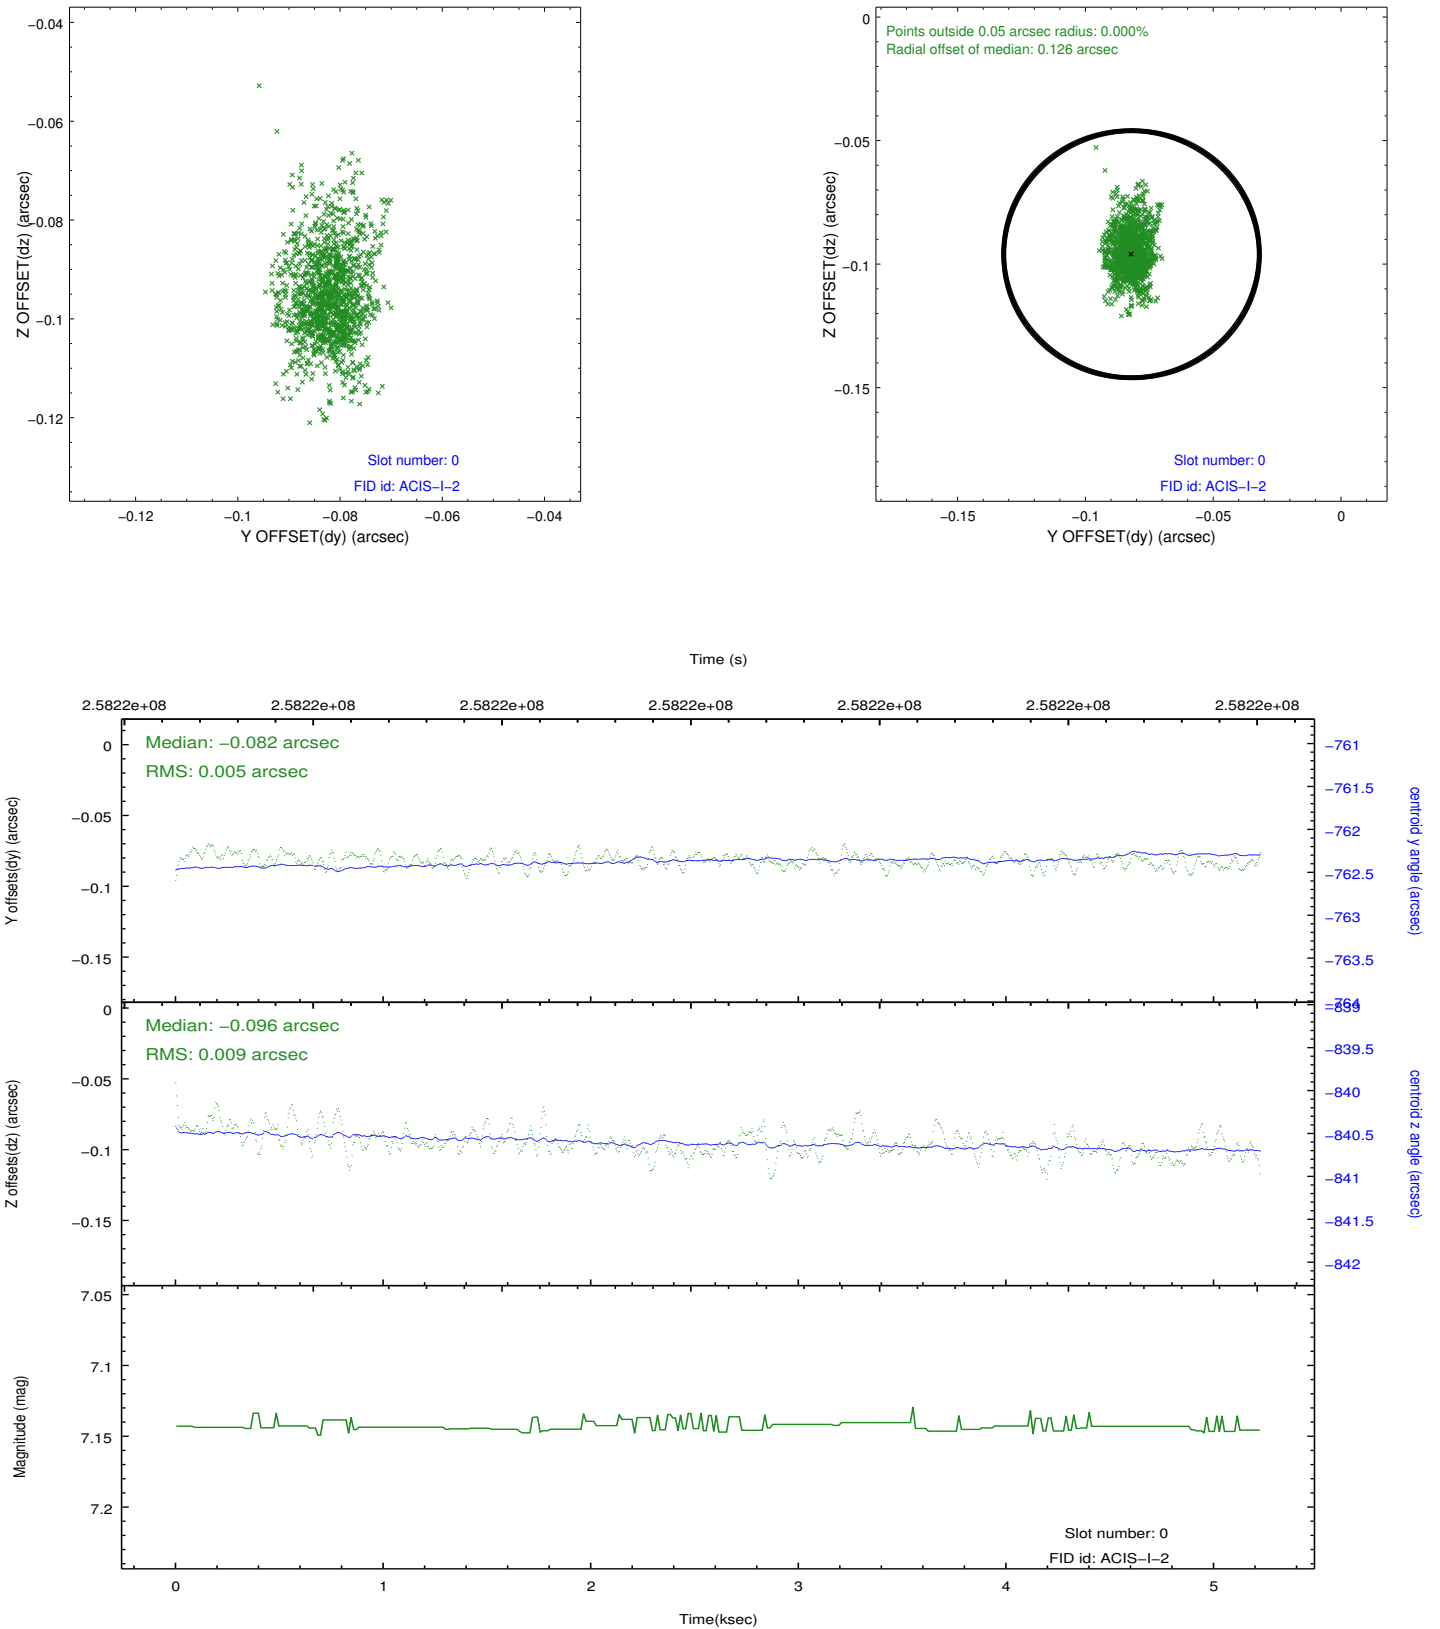 −0.04
−0.06
−0.08
−0.1
−0.12
Z OFFSET(dz) (arcsec)
Slot number: 0
FID id: ACIS−I−2
−0.12
−0.1
−0.08
−0.06
−0.04
Y OFFSET(dy) (arcsec)
Points outside 0.05 arcsec radius: 0.000%
Radial offset of median: 0.126 arcsec
0
−0.05
−0.1
−0.15
Z OFFSET(dz) (arcsec)
Slot number: 0
FID id: ACIS−I−2
−0.15
−0.1
−0.05
0
Y OFFSET(dy) (arcsec)
Time (s)
2.5822e+08 2.5822e+08 2.5822e+08 2.5822e+08 2.5822e+08 2.5822e+08 2.5822e+08
Median: −0.082 arcsec
RMS: 0.005 arcsec
0
−0.05
−0.1
−0.15
Y offsets(dy) (arcsec)
−761
−761.5
−762
−762.5
−763
−763.5
−764
centroid y angle (arcsec)
Median: −0.096 arcsec
RMS: 0.009 arcsec
0
−0.05
−0.1
−0.15
Z offsets(dz) (arcsec)
−839
−839.5
−840
−840.5
−841
−841.5
−842
centroid z angle (arcsec)
7.05
7.1
7.15
7.2
Magnitude (mag)
Slot number: 0
FID id: ACIS−I−2
0 1 2 3 4 5
Time(ksec)